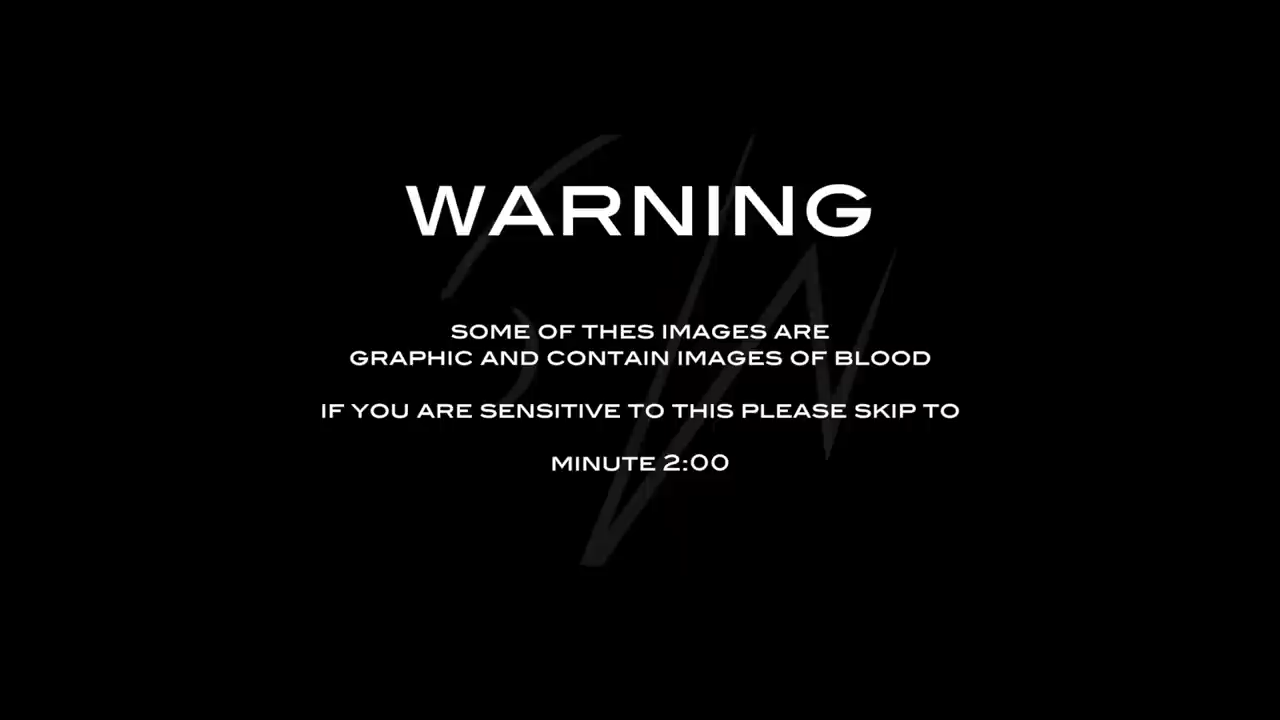 WARNING
SOME OF THES IMAGES ARE
GRAPHIC AND CONTAIN IMAGES OF BLOOD
IF YOU ARE SENSITIVE TO THIS PLEASE SKIP TO
MINUTE 2:00